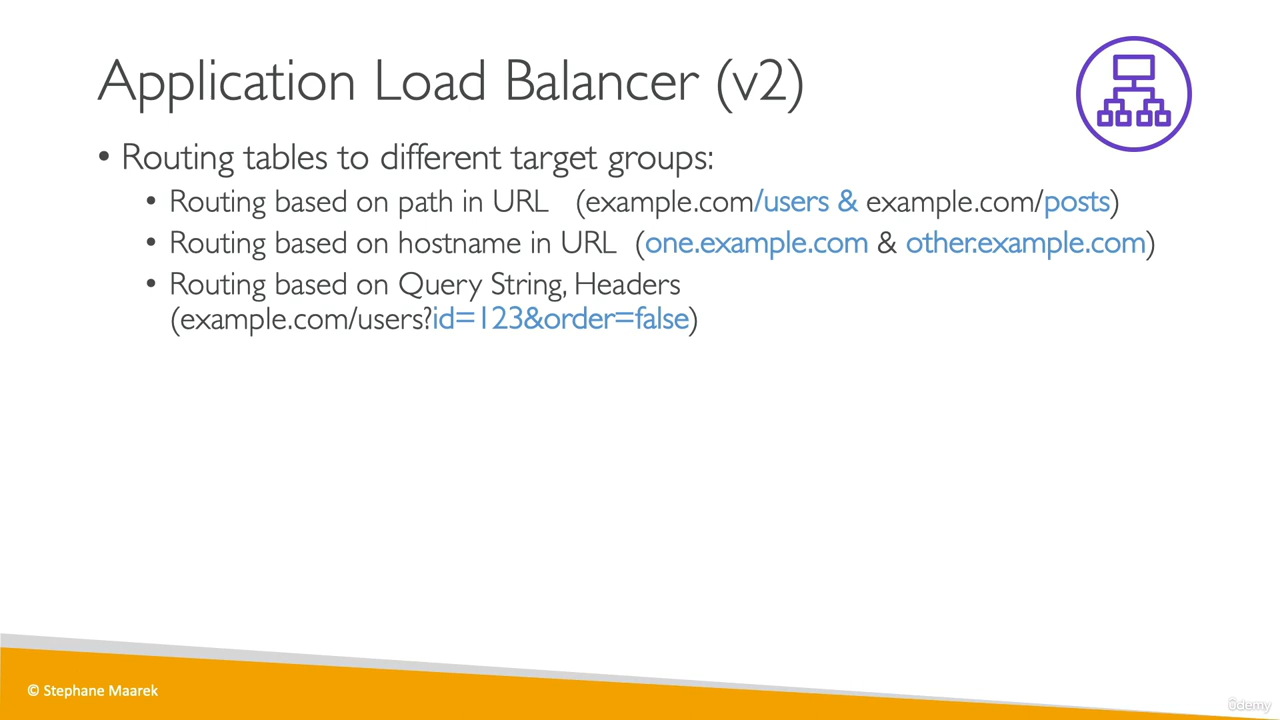 Application Load Balancer (v2)
• Routing tables to different target groups:
• Routing based on path in URL (example.com/users & example.com/posts)
• Routing based on hostname in URL (one.example.com & other.example.com)
• Routing based on Query String, Headers
(example.com/users?id=123&order=false)
© Stephane Maarek
ûdemy